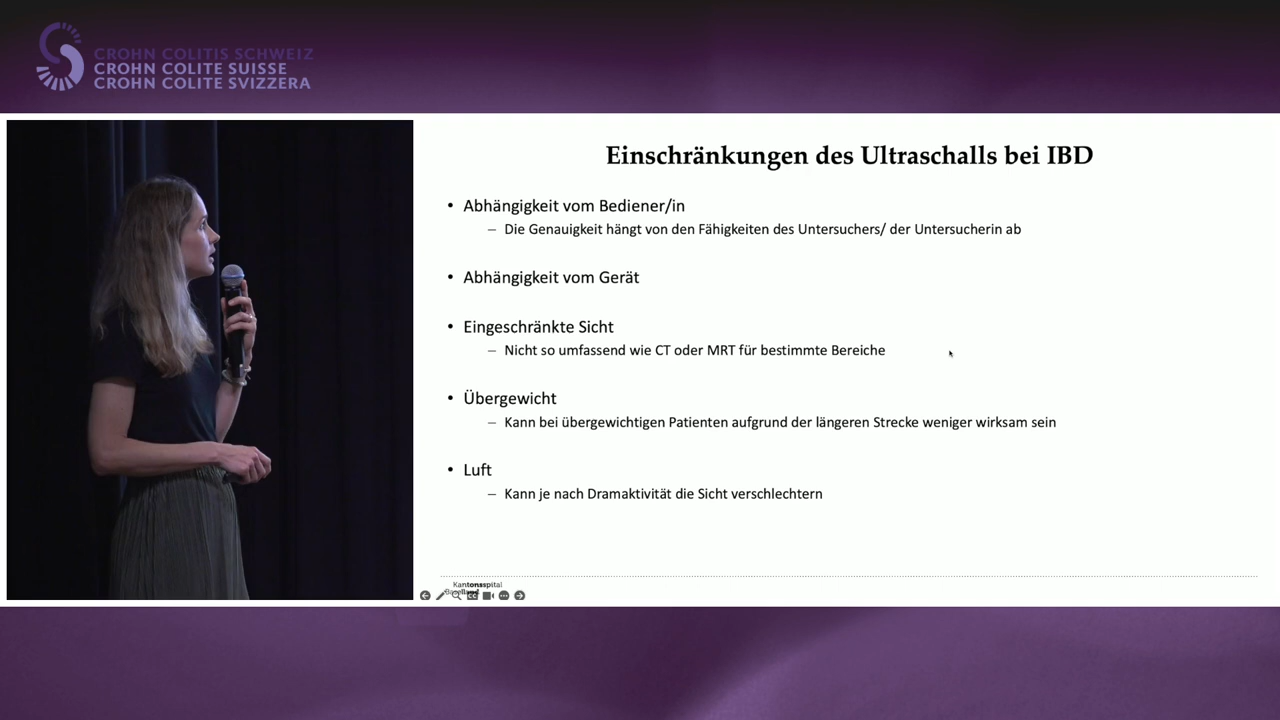 CROHN COLITIS SCHWEIZ
CROHN COLITE SUISSE
CROHN COLITE SVIZZERA
Einschränkungen des Ultraschalls bei IBD
• Abhängigkeit vom Bediener/in
– Die Genauigkeit hängt von den Fähigkeiten des Untersuchers/ der Untersucherin ab
• Abhängigkeit vom Gerät
• Eingeschränkte Sicht
– Nicht so umfassend wie CT oder MRT für bestimmte Bereiche
• Übergewicht
– Kann bei übergewichtigen Patienten aufgrund der längeren Strecke weniger wirksam sein
• Luft
– Kann je nach Dramaktivität die Sicht verschlechtern
Kantonsspital